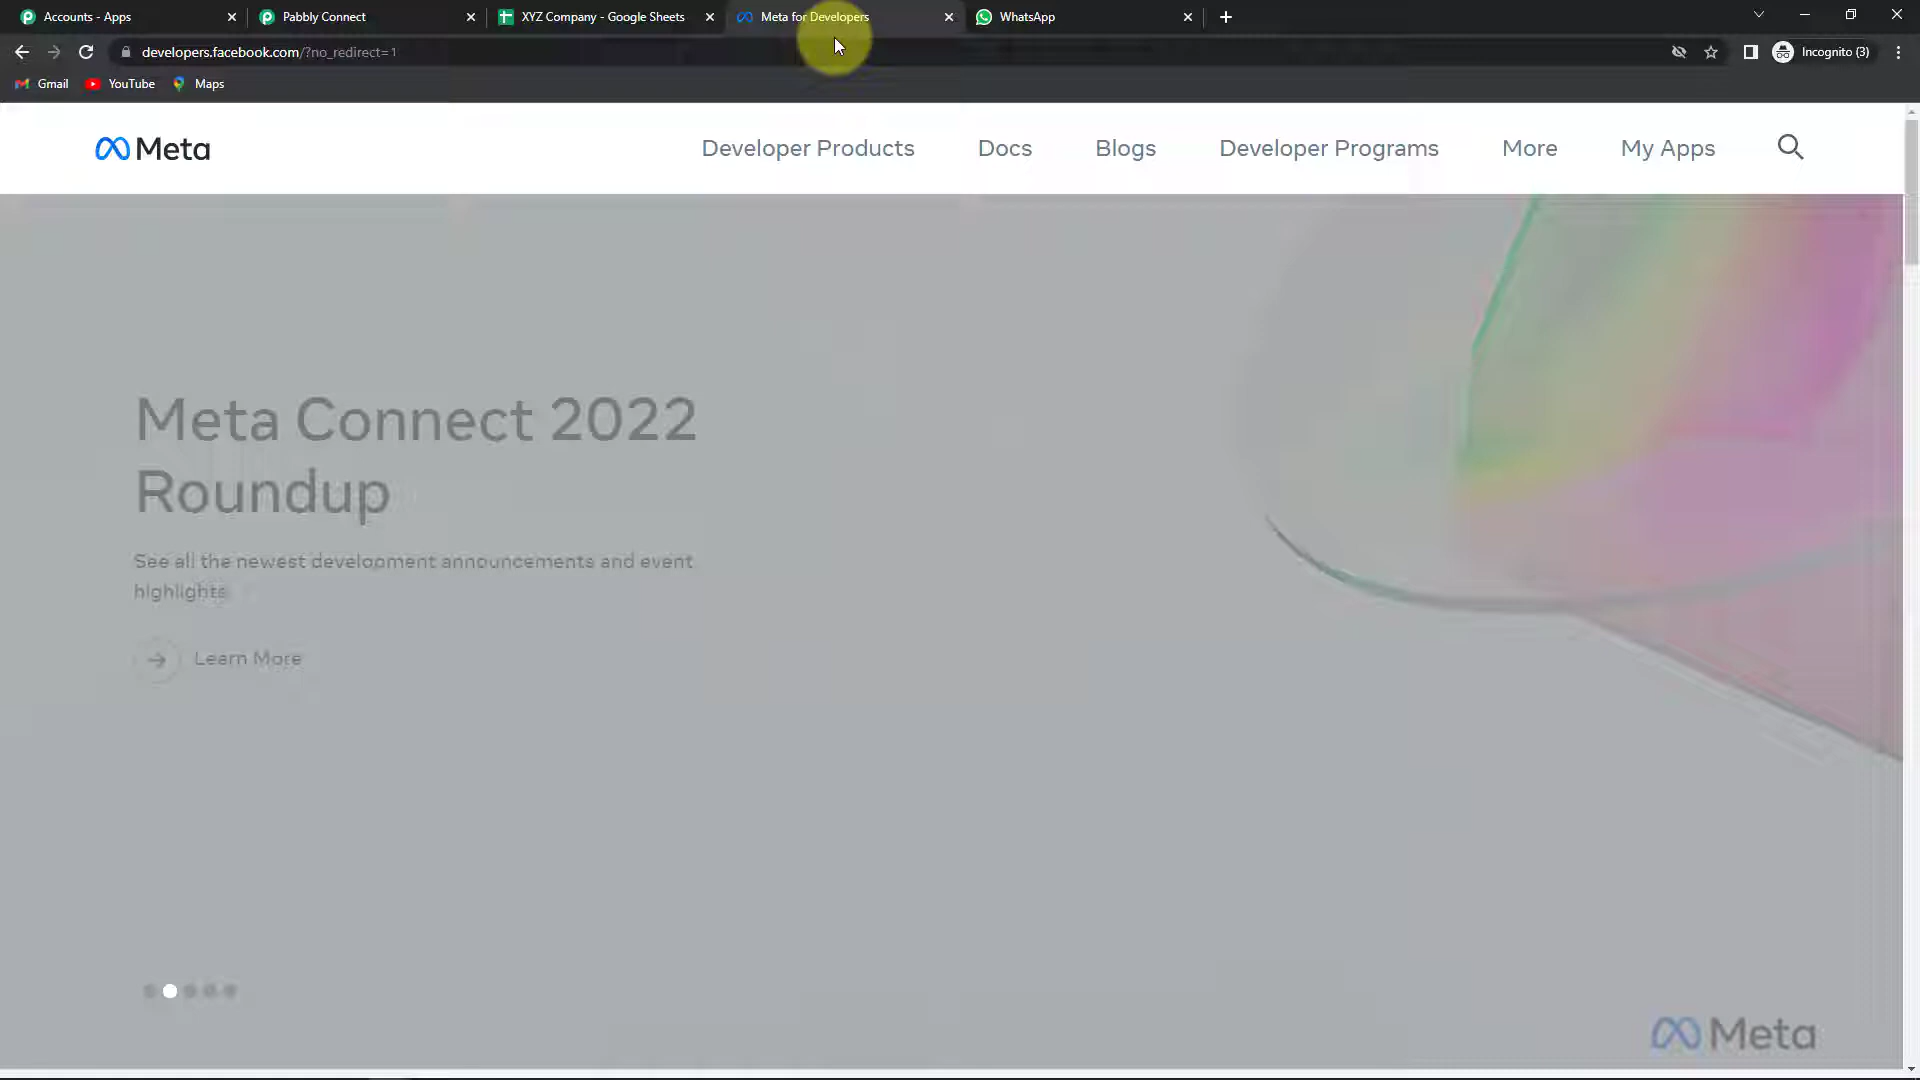 Accounts - Apps
Pabbly Connect
XYZ Company - Google Sheets
Meta for Developers
WhatsApp
developers.facebook.com/?no_redirect=1
Incognito (3)
Gmail
YouTube
Maps
Meta
Developer Products
Docs
Blogs
Developer Programs
More
My Apps
Meta Connect 2022
Roundup
See all the newest development announcements and event
highlights
Learn More
Meta